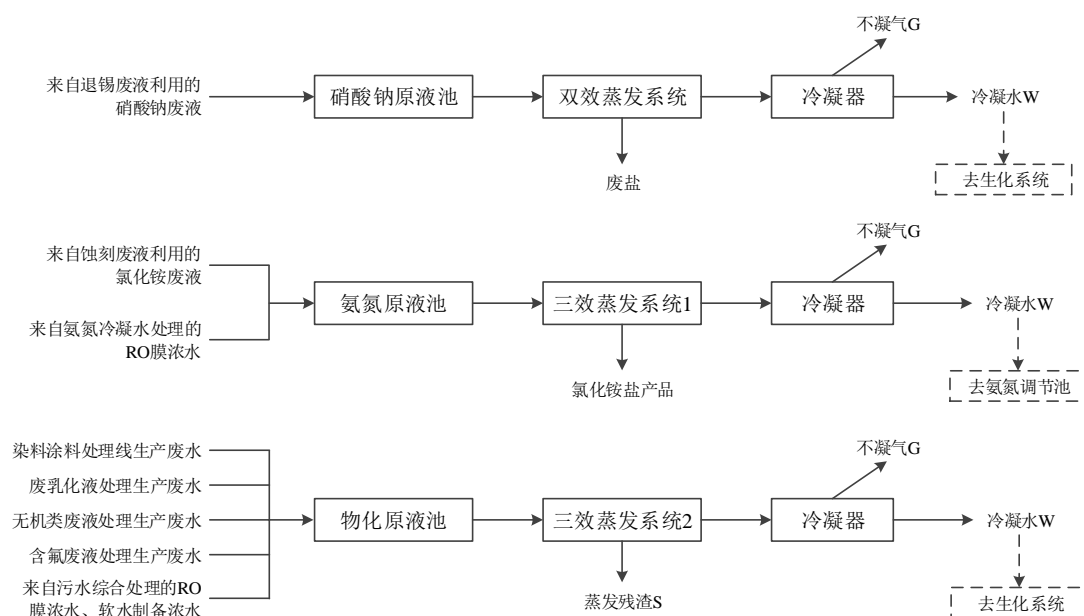 不凝气G
来自退锡废液利用的
硝酸钠废液
硝酸钠原液池
双效蒸发系统
冷凝器
冷凝水W
废盐
去生化系统
不凝气G
来自蚀刻废液利用的
氯化铵废液
来自氨氮冷凝水处理的
RO膜浓水
氨氮原液池
三效蒸发系统1
冷凝器
冷凝水W
氯化铵盐产品
去氨氮调节池
不凝气G
染料涂料处理线生产废水
废乳化液处理生产废水
无机类废液处理生产废水
含氟废液处理生产废水
来自污水综合处理的RO
膜浓水、软水制备浓水
物化原液池
三效蒸发系统2
冷凝器
冷凝水W
蒸发残渣S
去生化系统